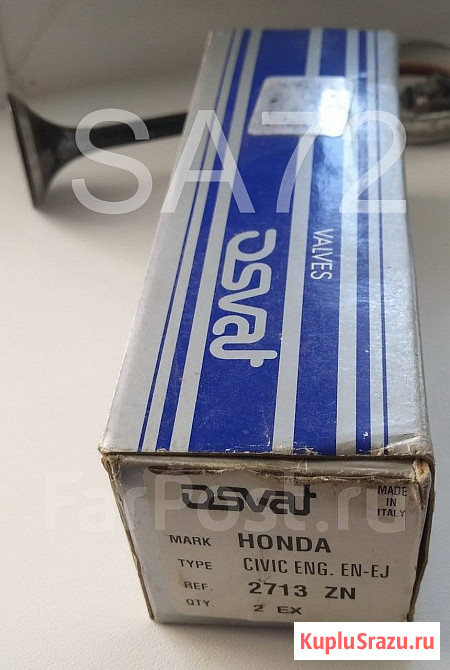 SA72
VALVES
osvat
FarPost.ru
osvat
MADE
IN
ITALY
MARK HONDA
TYPE CIVIC ENG. EN-EJ
REF. 2713 ZN
QTY. 2 EX
KupluSrazu.ru